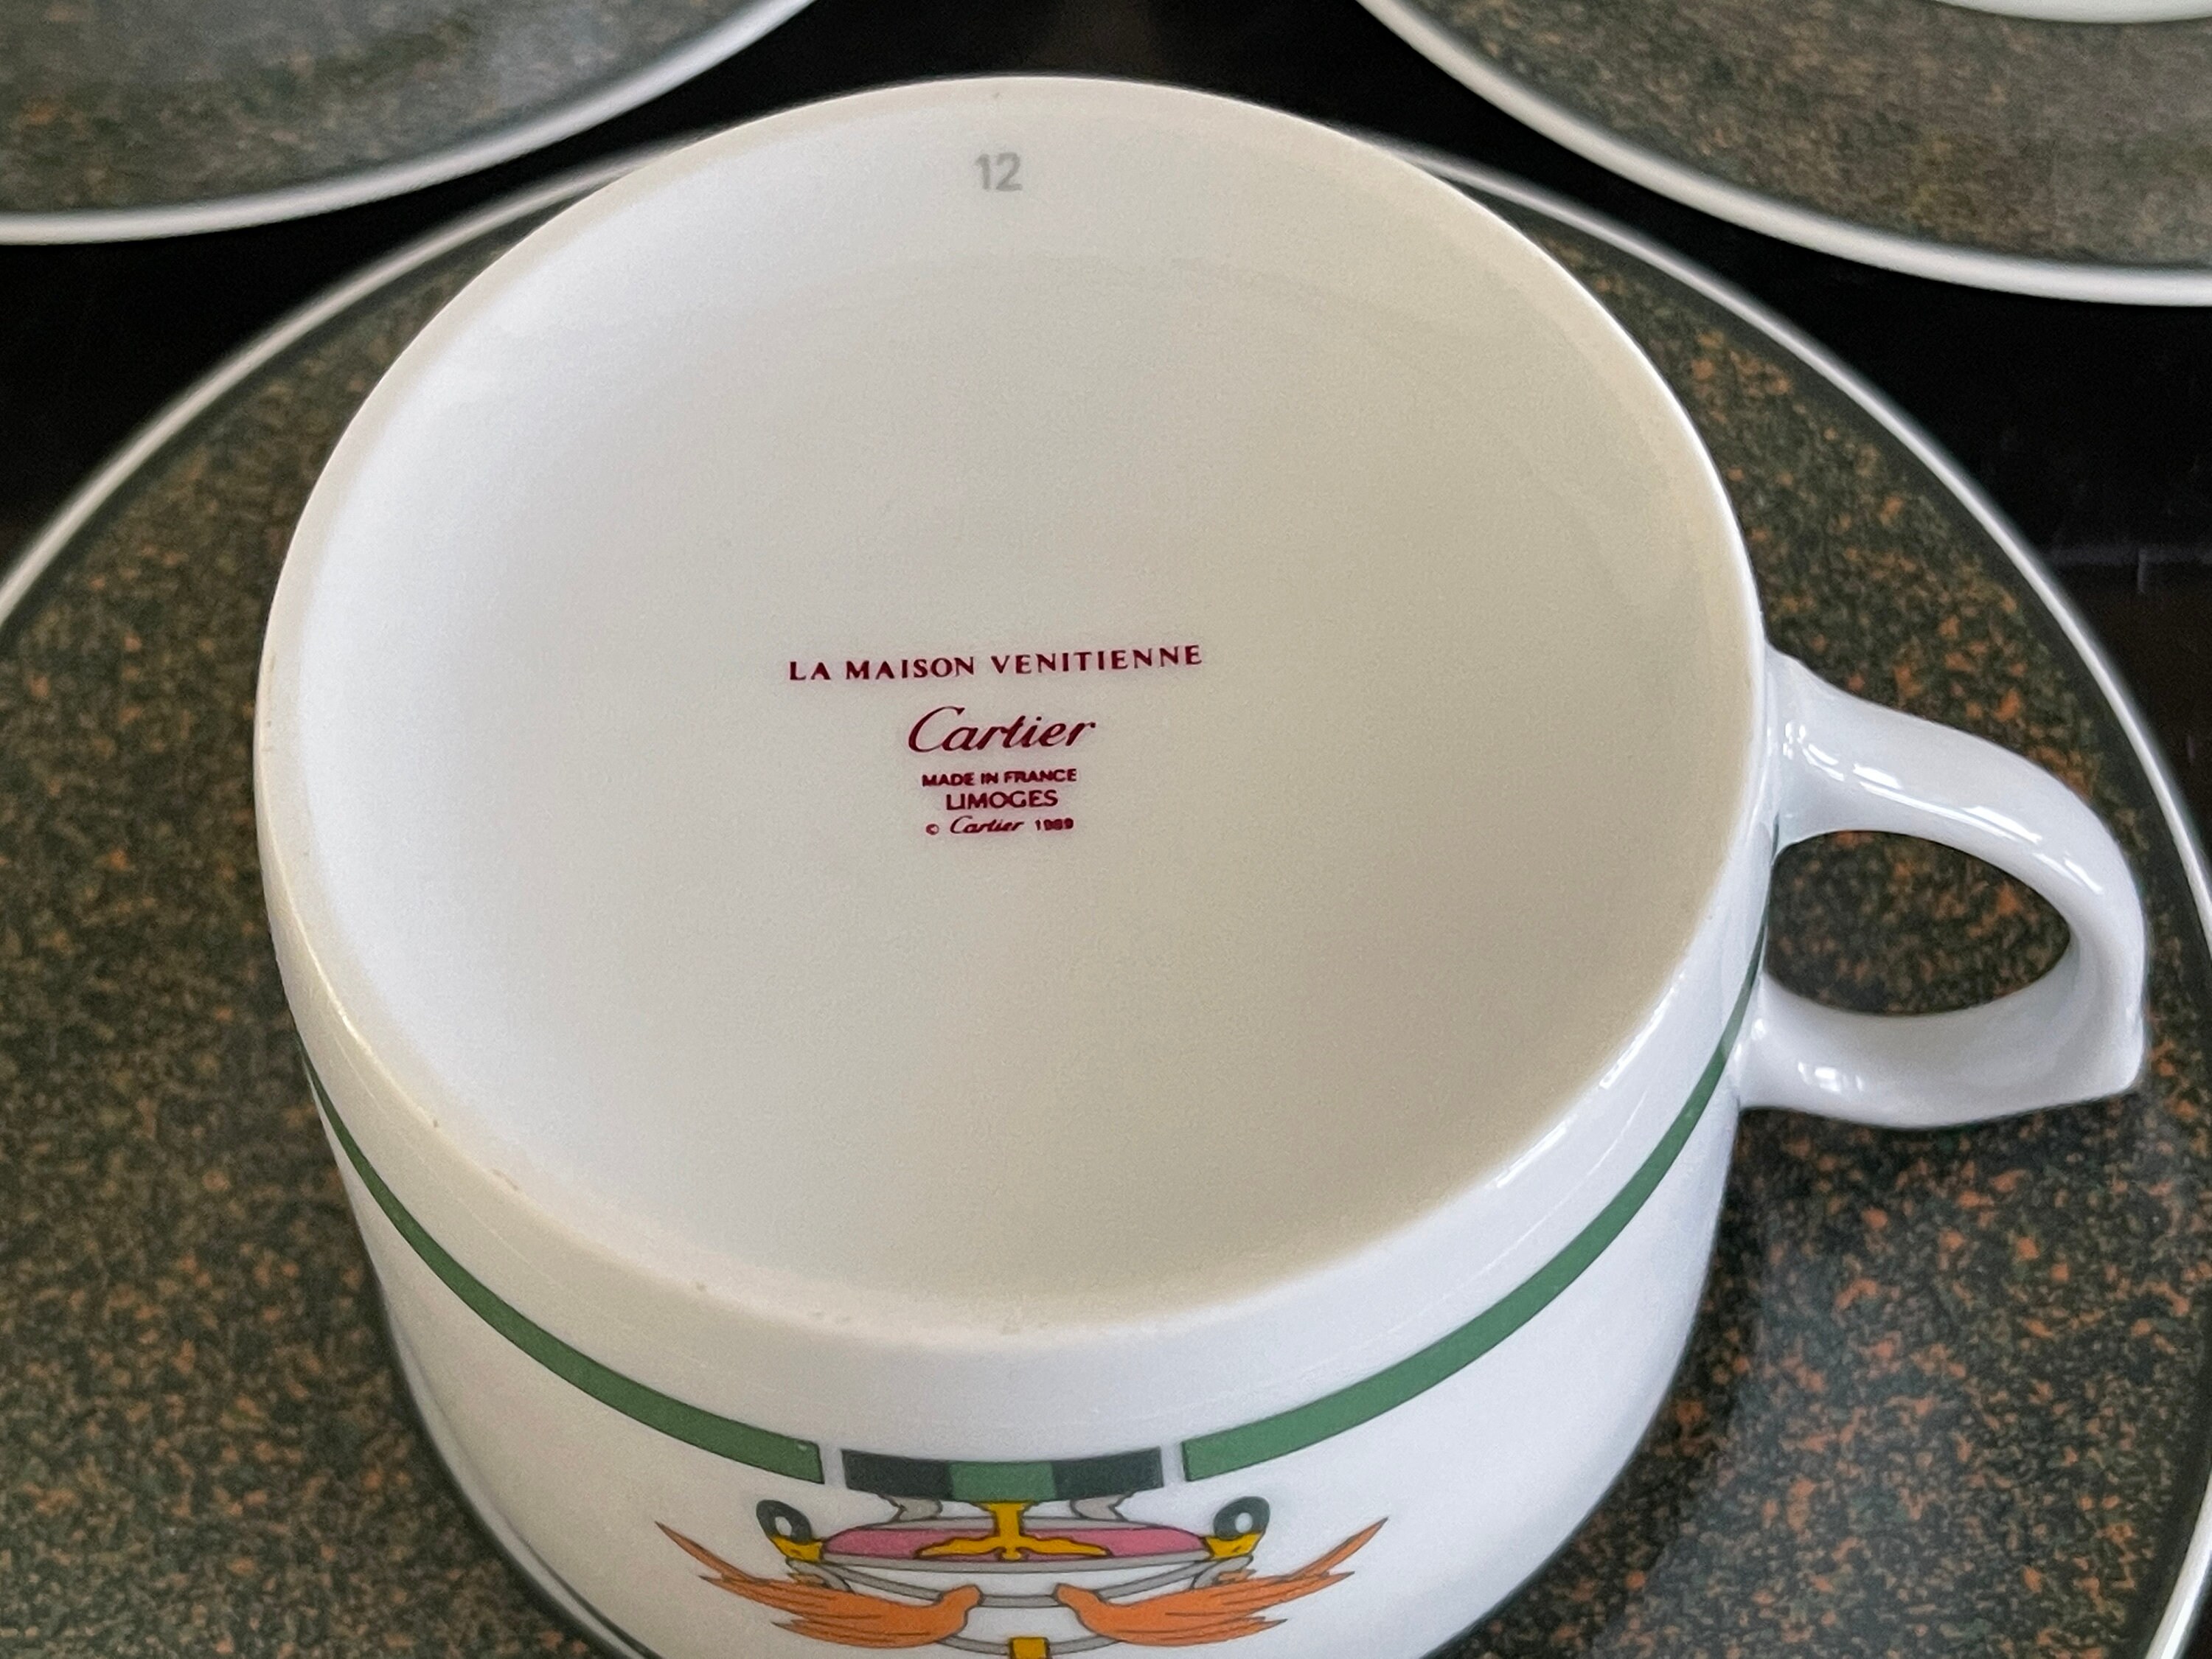 12
LA MAISON VENITIENNE
Cartier
MADE IN FRANCE
LIMOGES
© Cartier 1989